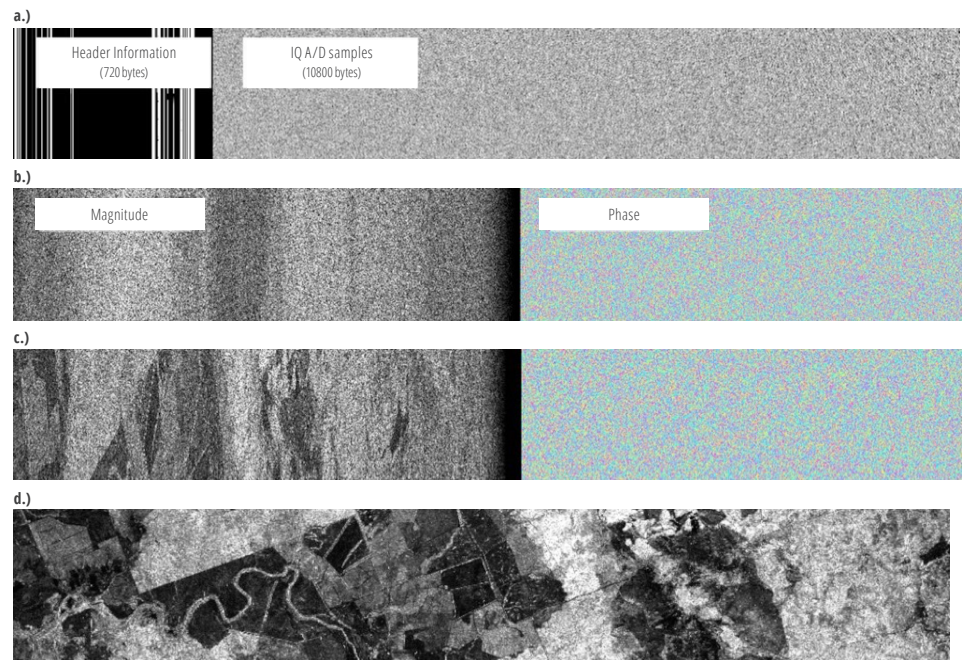 a.)
Header Information
(720 bytes)
IQ A/D samples
(10800 bytes)
b.)
Magnitude
Phase
c.)
d.)